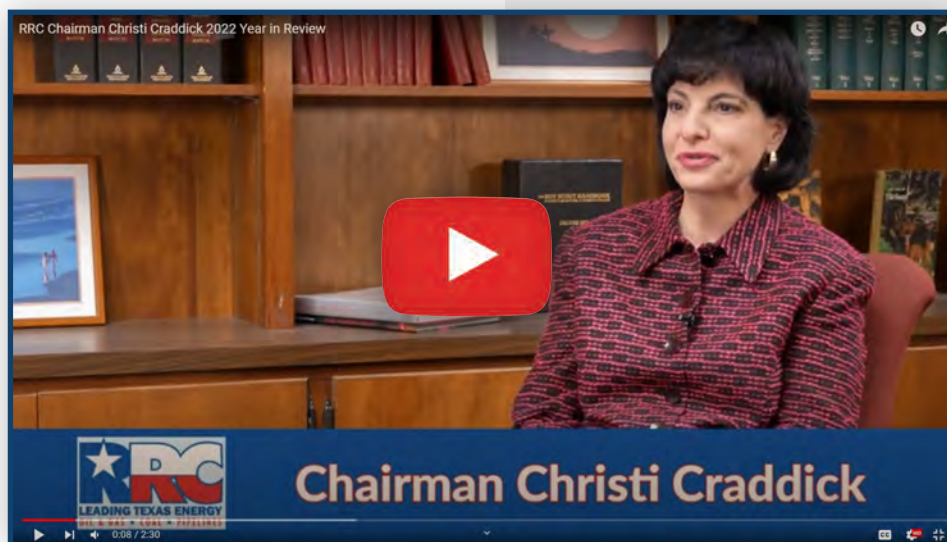 RRC Chairman Christi Craddick 2022 Year in Review
RRC
LEADING TEXAS ENERGY
OIL & GAS • COAL • PIPELINES
Chairman Christi Craddick
0:08 / 2:30
CC